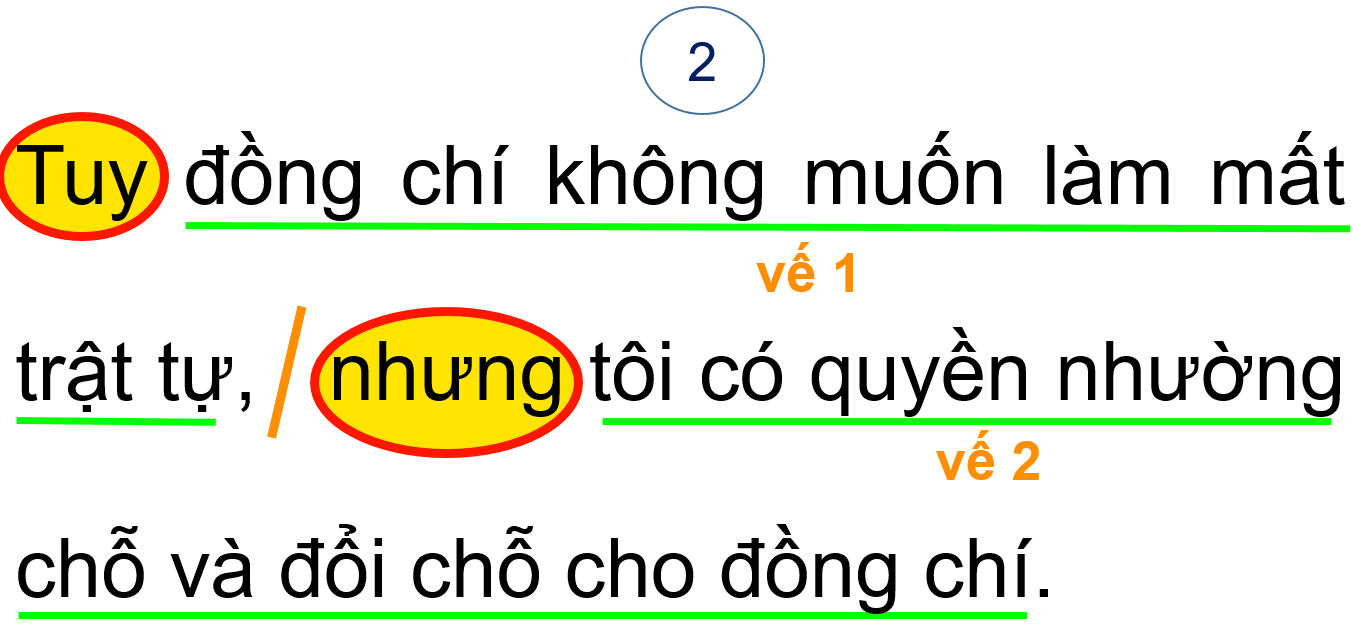 2
Tuy đồng chí không muốn làm mất
vế 1
trật tự, / nhưng tôi có quyền nhường
vế 2
chỗ và đổi chỗ cho đồng chí.